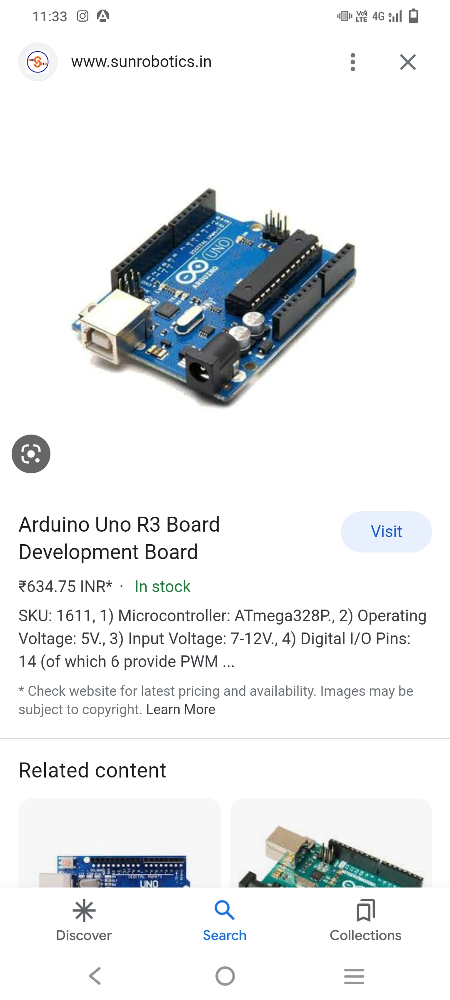 11:33
Vo)) LTE 4G
www.sunrobotics.in
DIGITAL (PWM~)
UNO
ARDUINO
Arduino Uno R3 Board
Development Board
Visit
₹634.75 INR* · In stock
SKU: 1611, 1) Microcontroller: ATmega328P., 2) Operating
Voltage: 5V., 3) Input Voltage: 7-12V., 4) Digital I/O Pins:
14 (of which 6 provide PWM ...
* Check website for latest pricing and availability. Images may be
subject to copyright. Learn More
Related content
UNO
Discover
Search
Collections